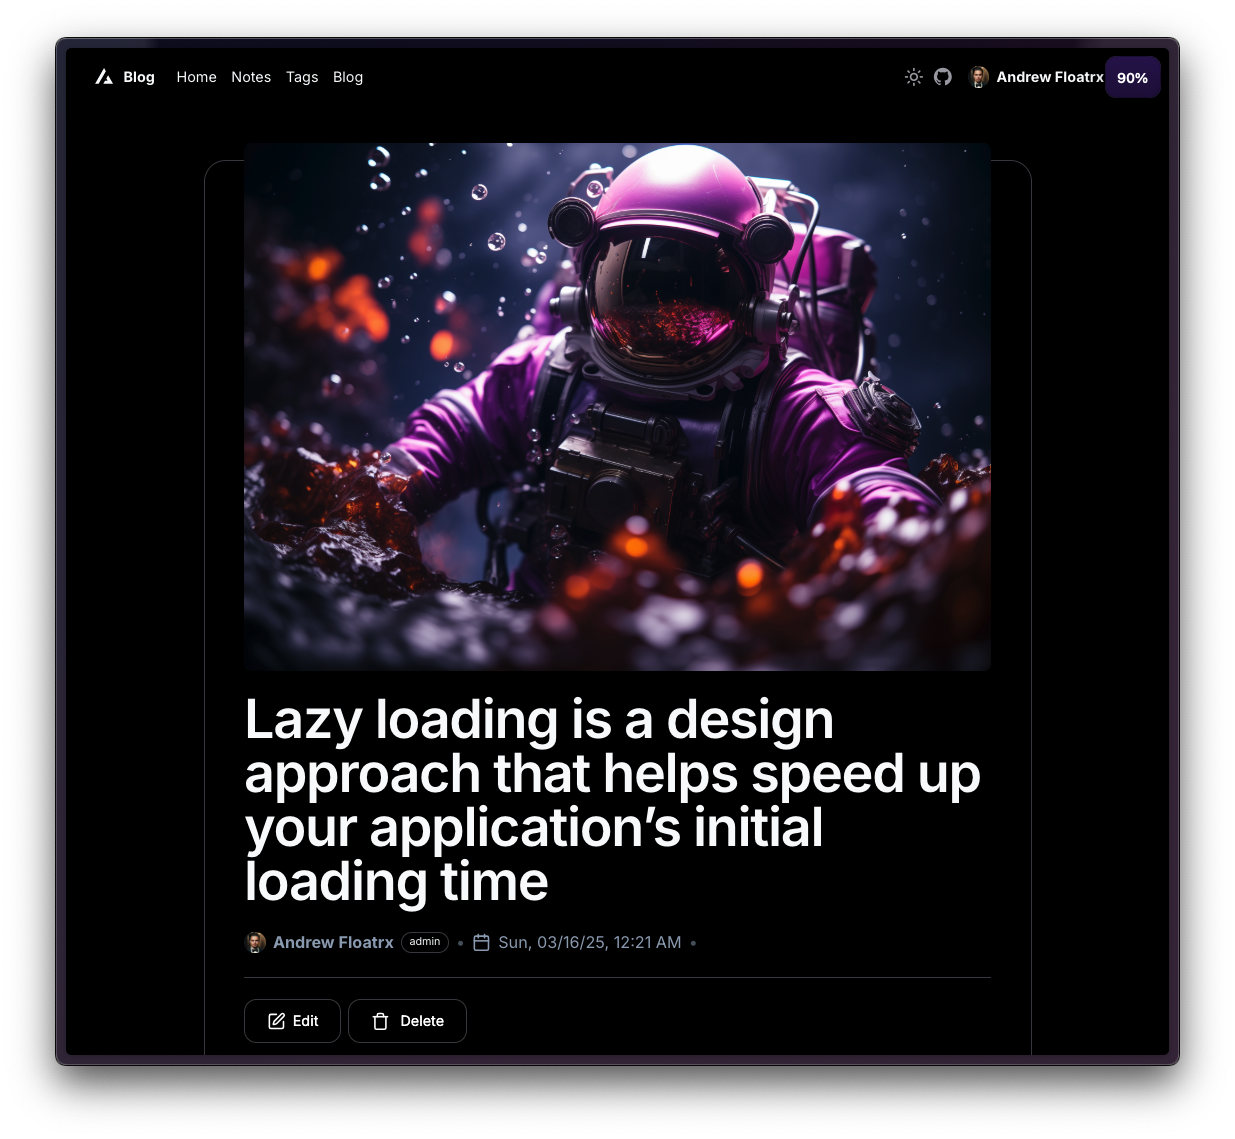 Blog Home Notes Tags Blog Andrew Floatrx 90%
Lazy loading is a design
approach that helps speed up
your application’s initial
loading time
Andrew Floatrx admin • Sun, 03/16/25, 12:21 AM •
Edit Delete